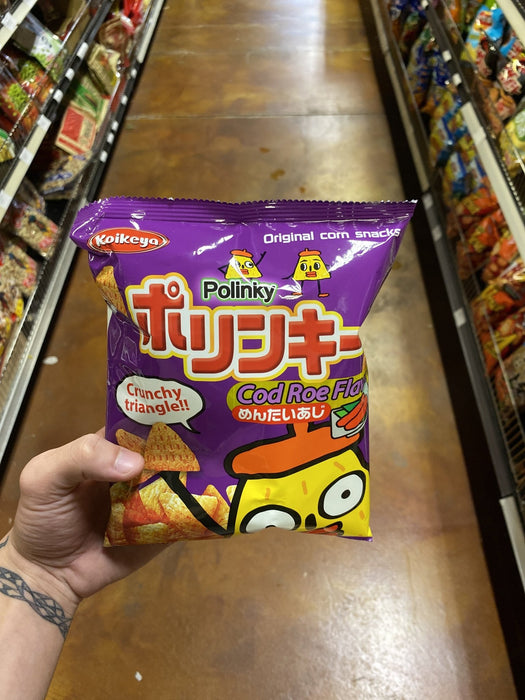 Koikeya
Original corn snacks
Polinky
ポリンキー
Cod Roe Flav
めんたいあじ
Crunchy
triangle!!